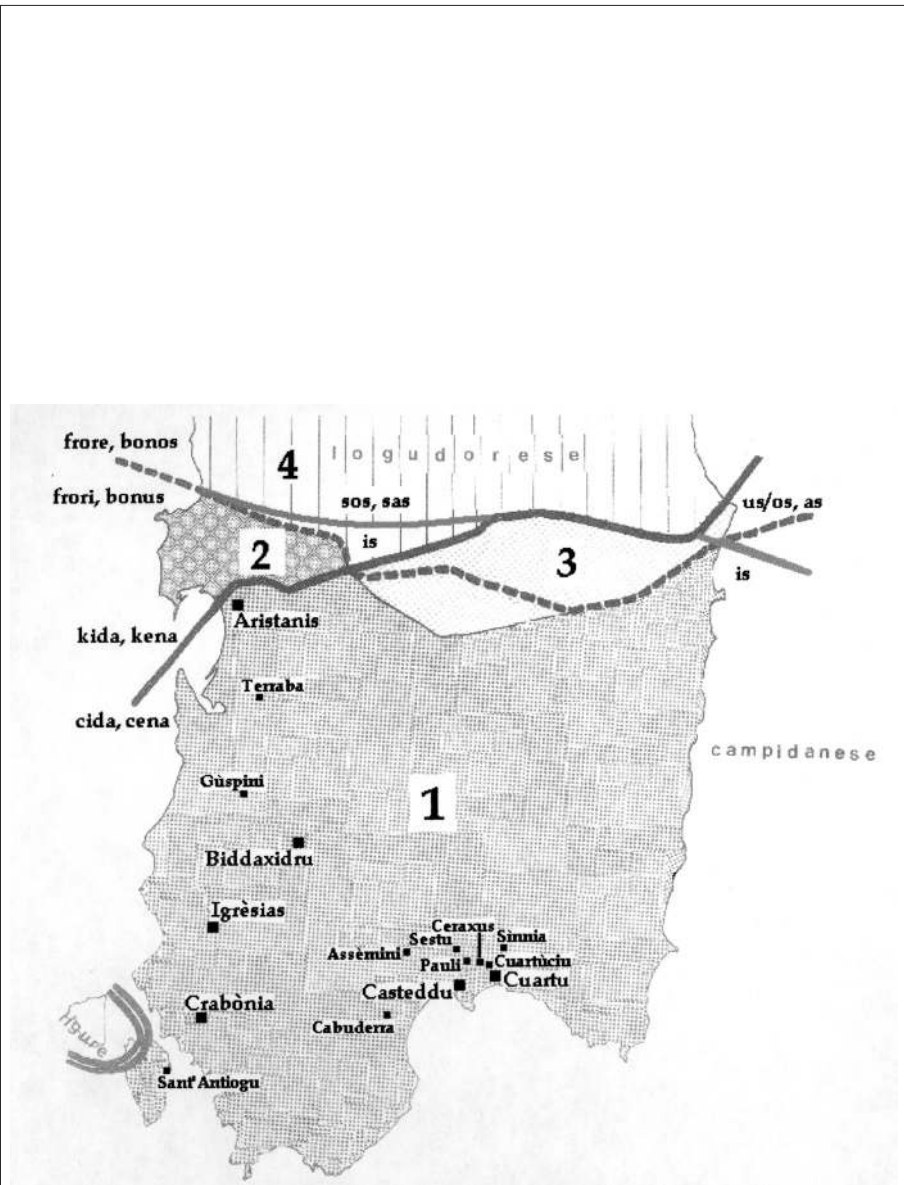 frore, bonos
4
logudorese
frori, bonus
sos, sas
us/os, as
is
2
3
is
Aristanis
kida, kena
Terraba
cida, cena
campidanese
Gùspini
1
Biddaxidru
Igrèsias
Ceraxus
Sestu
Sìnnia
Assèmini
Pauli
Cuartùciu
Casteddu
Cuartu
Crabònia
Cabuderra
ligure
Sant'Antiogu